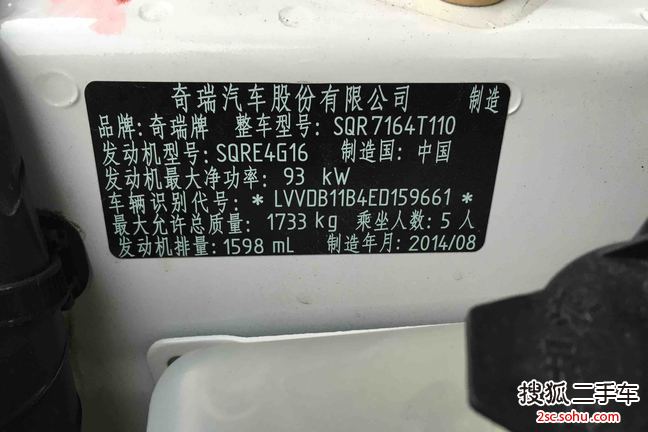 奇瑞汽车股份有限公司 制造
品牌:奇瑞牌 整车型号:SQR7164T110
发动机型号:SQRE4G16 制造国:中国
发动机最大净功率:93 kW
车辆识别代号:*LVVDB11B4ED159661*
最大允许总质量:1733 kg 乘坐人数:5人
发动机排量:1598 mL 制造年月:2014/08
搜狐二手车
2sc.sohu.com